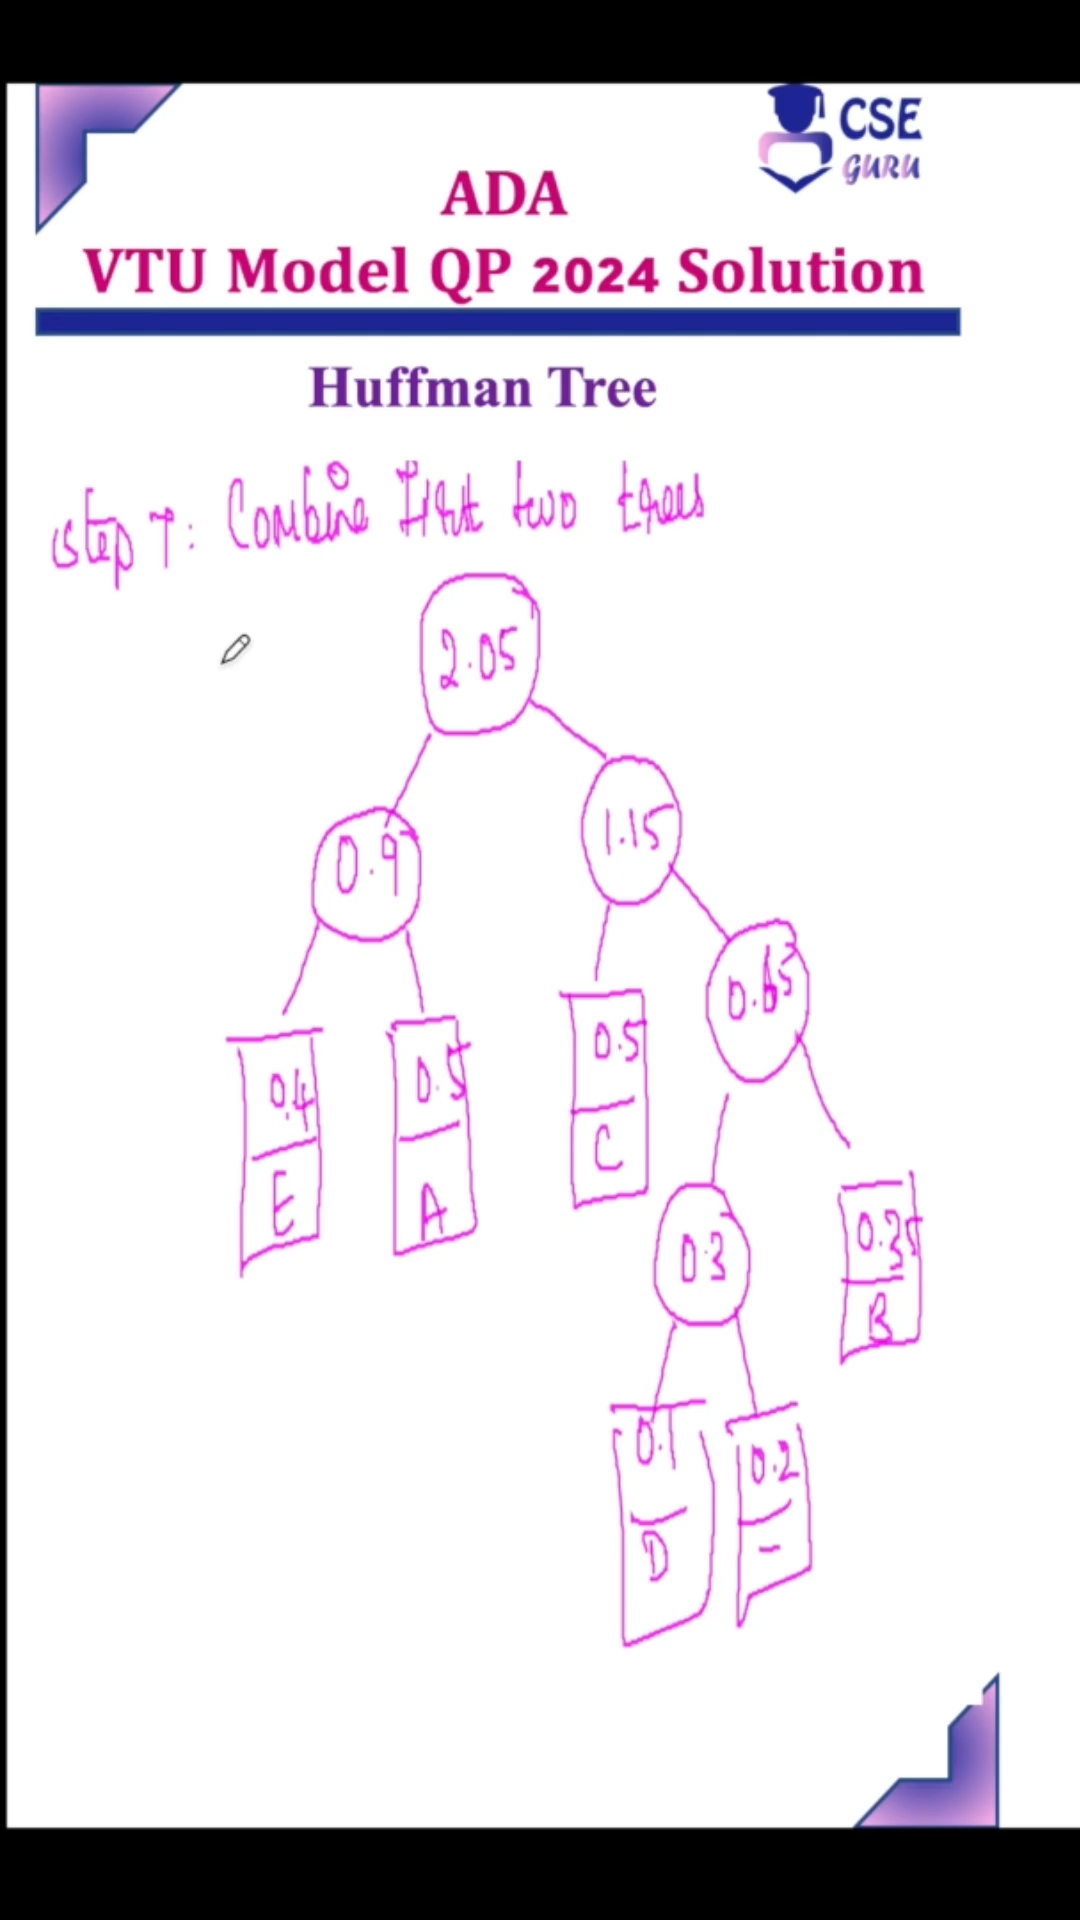 CSE
GURU
ADA
VTU Model QP 2024 Solution
Huffman Tree
Step 7: Combine First two trees
2.05
0.9 1.15
0.65
0.4 0.5 0.5
E A C
0.3 0.35
B
0.1 0.2
D -